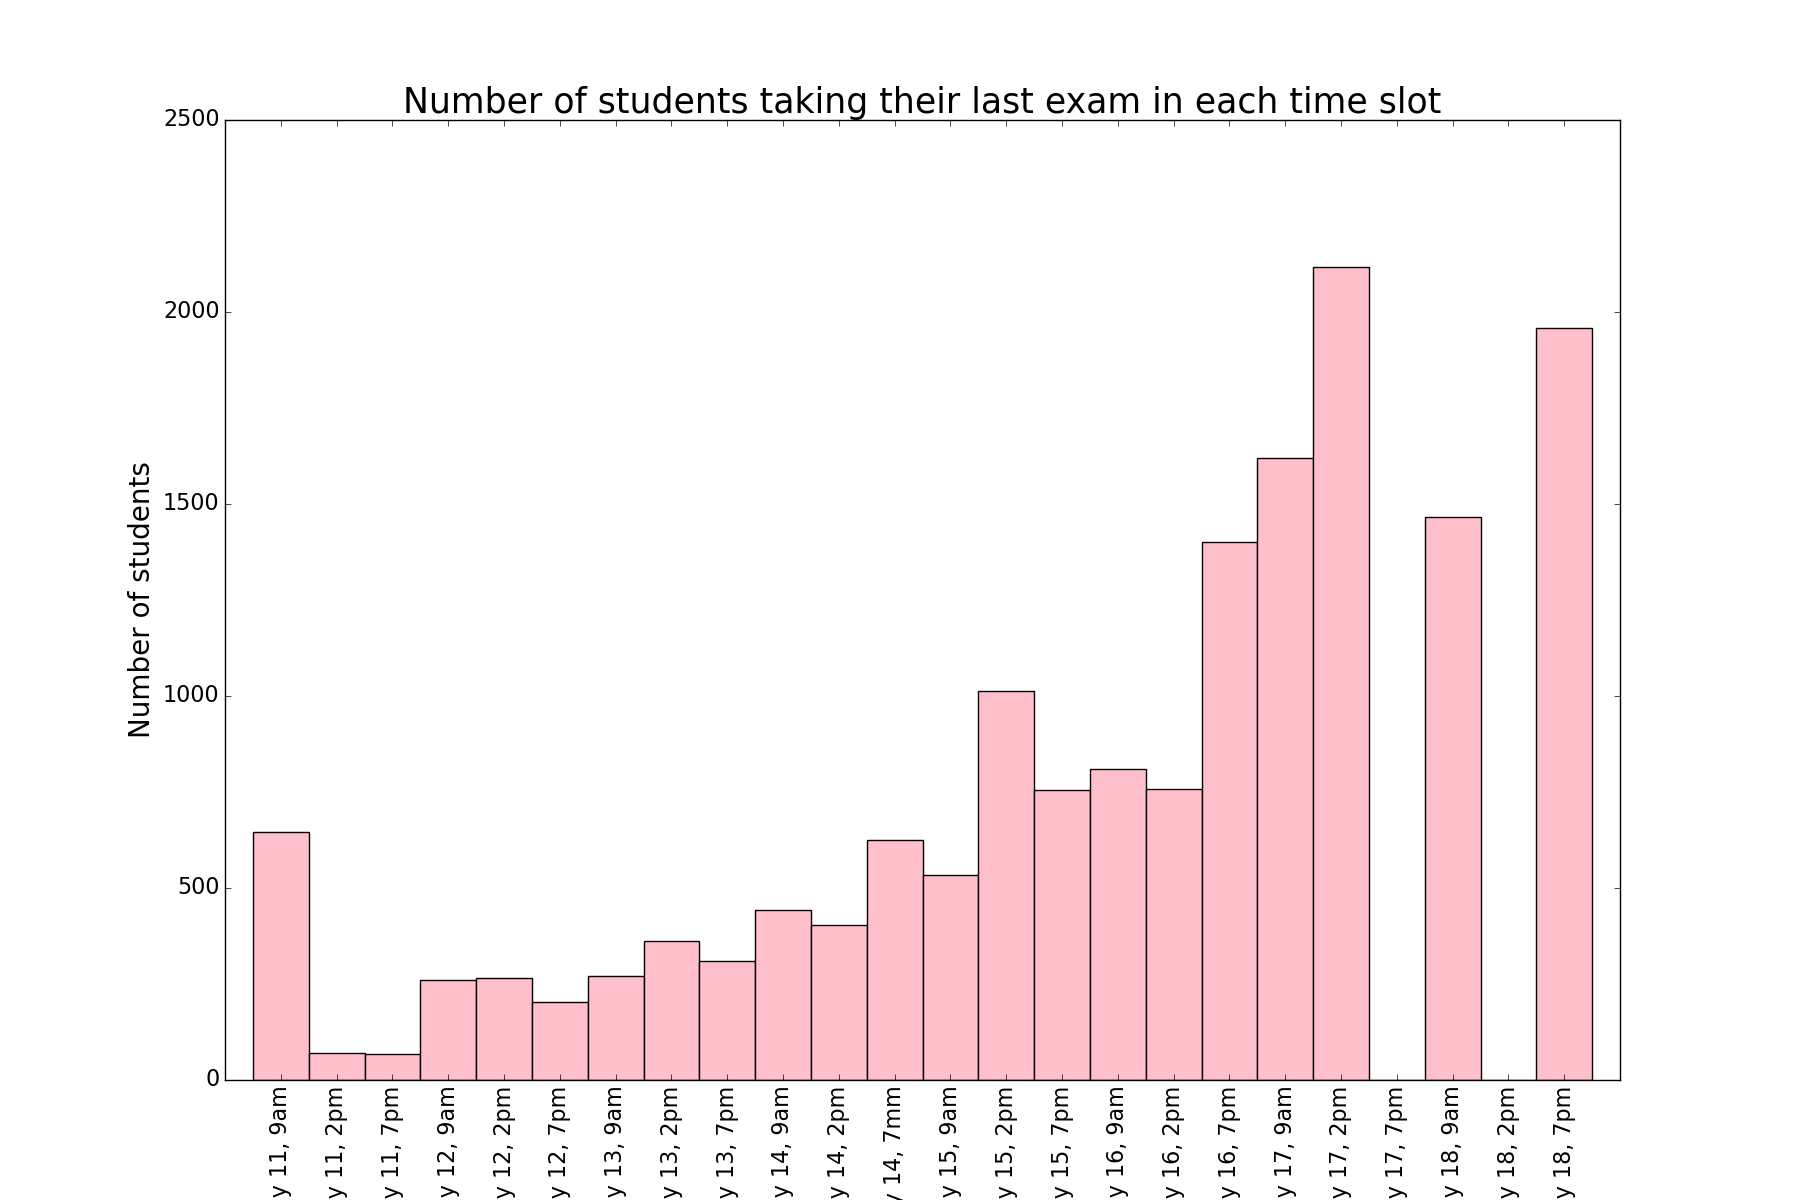 Number of students taking their last exam in each time slot
2500
2000
1500
1000
500
0
Number of students
y 11, 9am
y 11, 2pm
y 11, 7pm
y 12, 9am
y 12, 2pm
y 12, 7pm
y 13, 9am
y 13, 2pm
y 13, 7pm
y 14, 9am
y 14, 2pm
y 14, 7mm
y 15, 9am
y 15, 2pm
y 15, 7pm
y 16, 9am
y 16, 2pm
y 16, 7pm
y 17, 9am
y 17, 2pm
y 17, 7pm
y 18, 9am
y 18, 2pm
y 18, 7pm